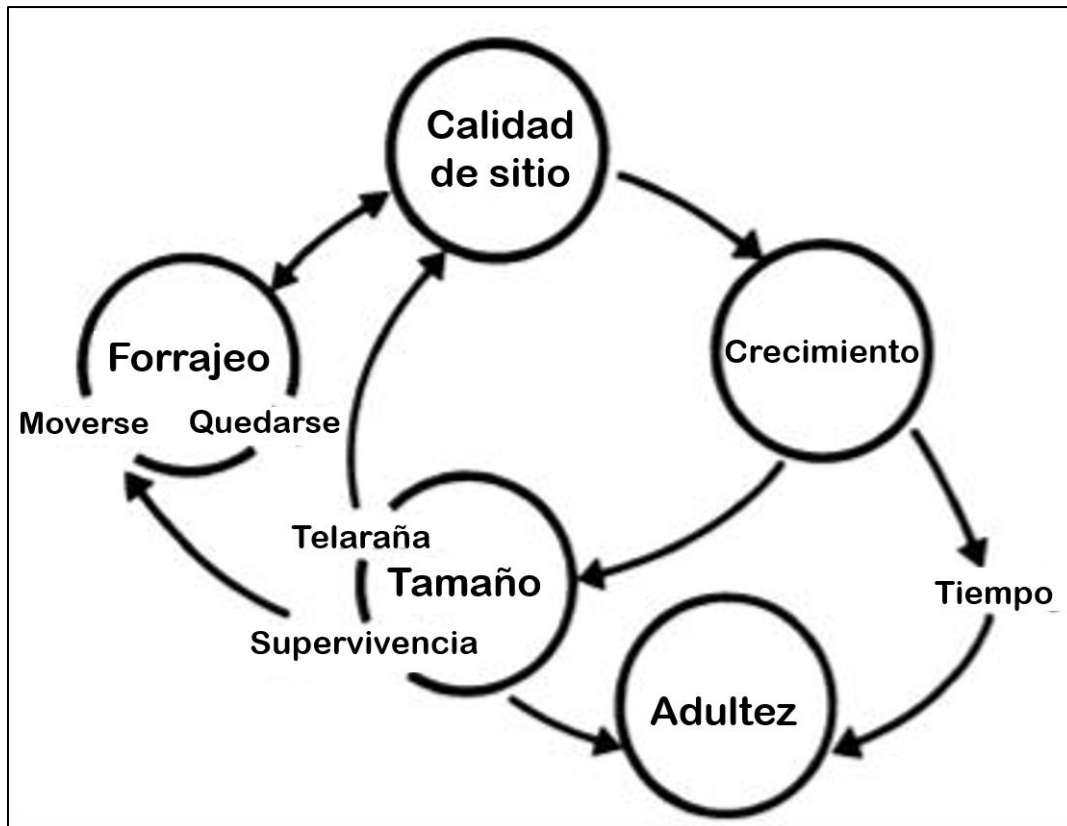 Calidad
de sitio
Forrajeo
Moverse Quedarse
Crecimiento
Telaraña
Tamaño
Supervivencia
Tiempo
Adultez